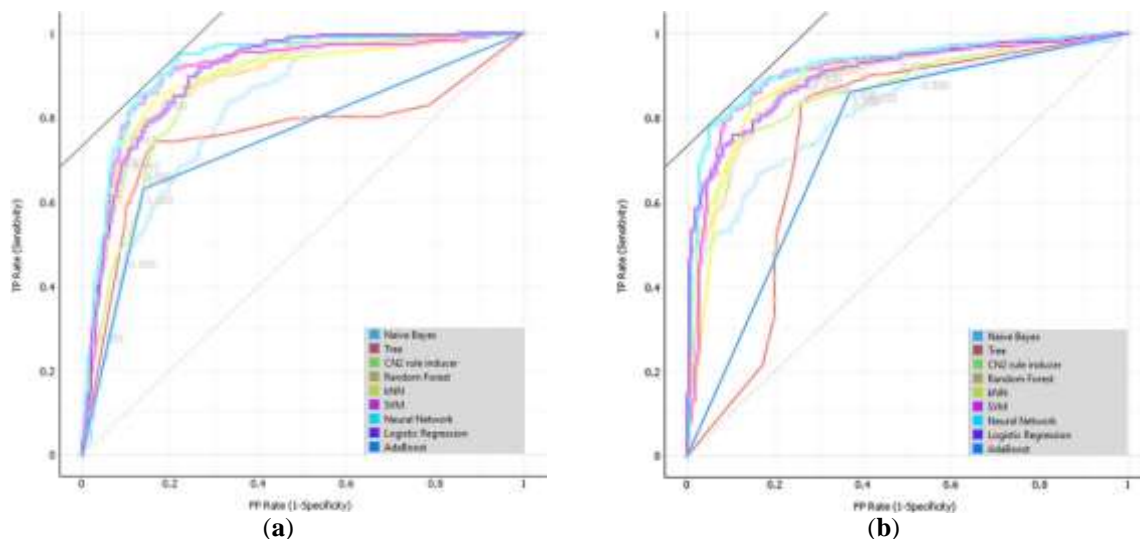 1
0.8
0.6
0.4
0.2
0
TP Rate (Sensitivity)
Naive Bayes
Tree
CN2 rule inducer
Random Forest
kNN
SVM
Neural Network
Logistic Regression
AdaBoost
0 0.2 0.4 0.6 0.8 1
FP Rate (1-Specificity)
(a)
1
0.8
0.6
0.4
0.2
0
TP Rate (Sensitivity)
Naive Bayes
Tree
CN2 rule inducer
Random Forest
kNN
SVM
Neural Network
Logistic Regression
AdaBoost
0 0.2 0.4 0.6 0.8 1
FP Rate (1-Specificity)
(b)